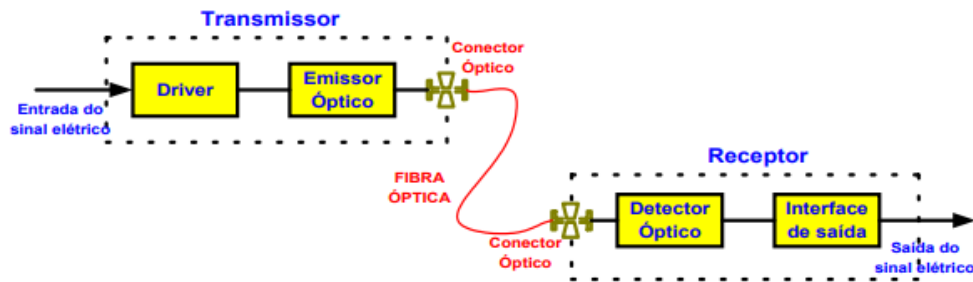 Transmissor
Conector
Óptico
Driver
Emissor
Óptico
Entrada do
sinal elétrico
FIBRA
ÓPTICA
Receptor
Conector
Óptico
Detector
Óptico
Interface
de saída
Saída do
sinal elétrico